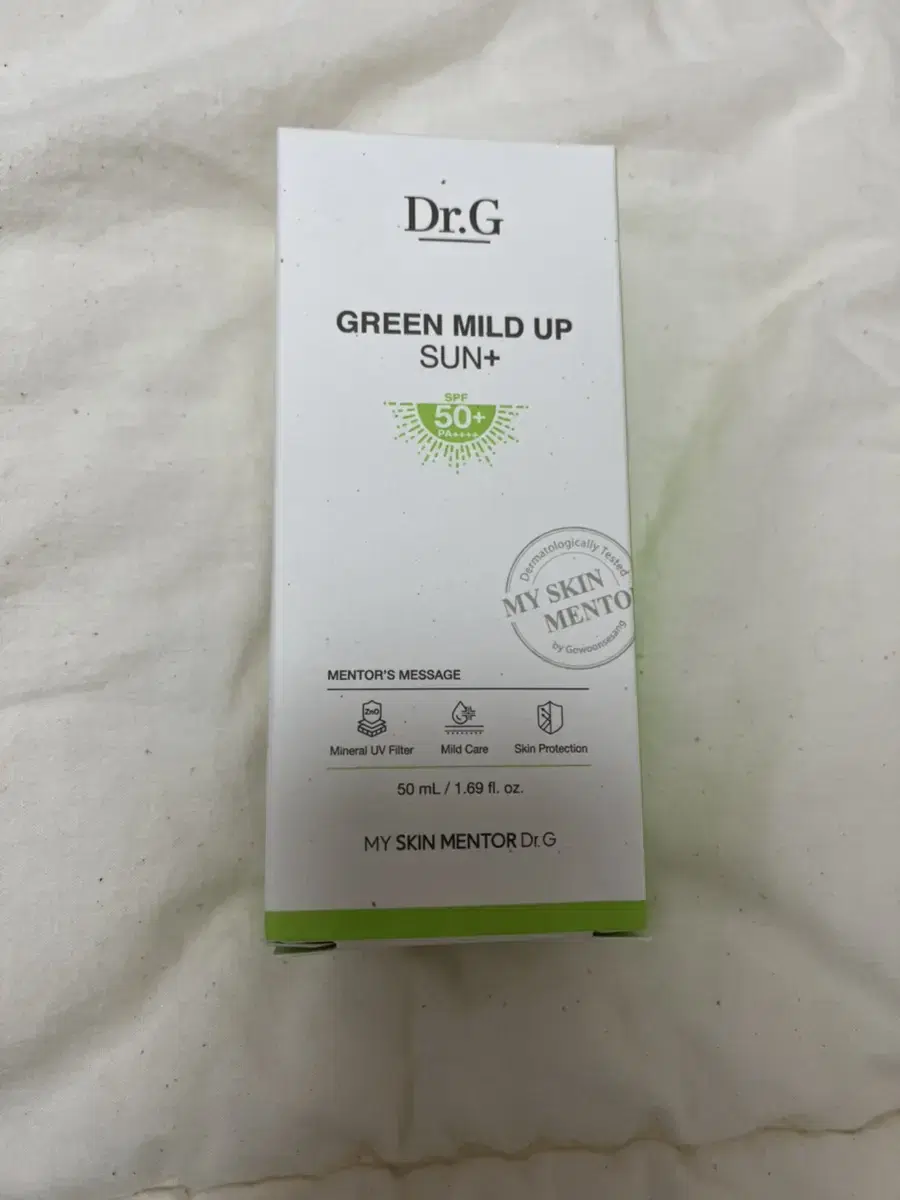 Dr.G
GREEN MILD UP
SUN+
SPF
50+
PA++++
Dermatologically Tested
MY SKIN
MENTO
by Gowoonsesang
MENTOR'S MESSAGE
ZnO
Mineral UV Filter
Mild Care
Skin Protection
50 mL / 1.69 fl. oz.
MY SKIN MENTOR Dr.G